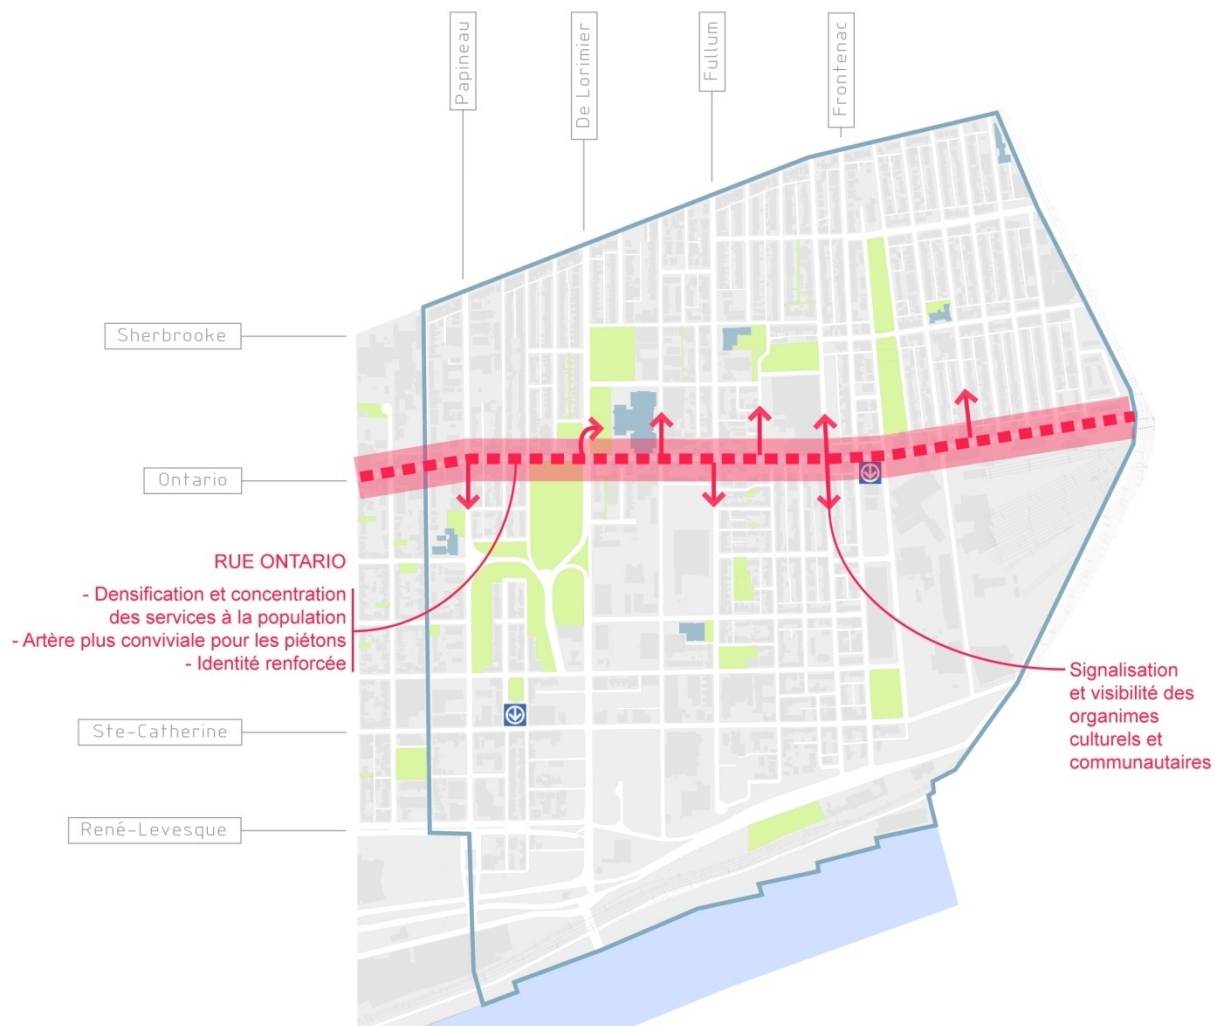 Papineau
De Lorimier
Fullum
Frontenac
Sherbrooke
Ontario
RUE ONTARIO
- Densification et concentration
des services à la population
- Artère plus conviviale pour les piétons
- Identité renforcée
Signalisation
et visibilité des
organimes
culturels et
communautaires
Ste-Catherine
René-Levesque